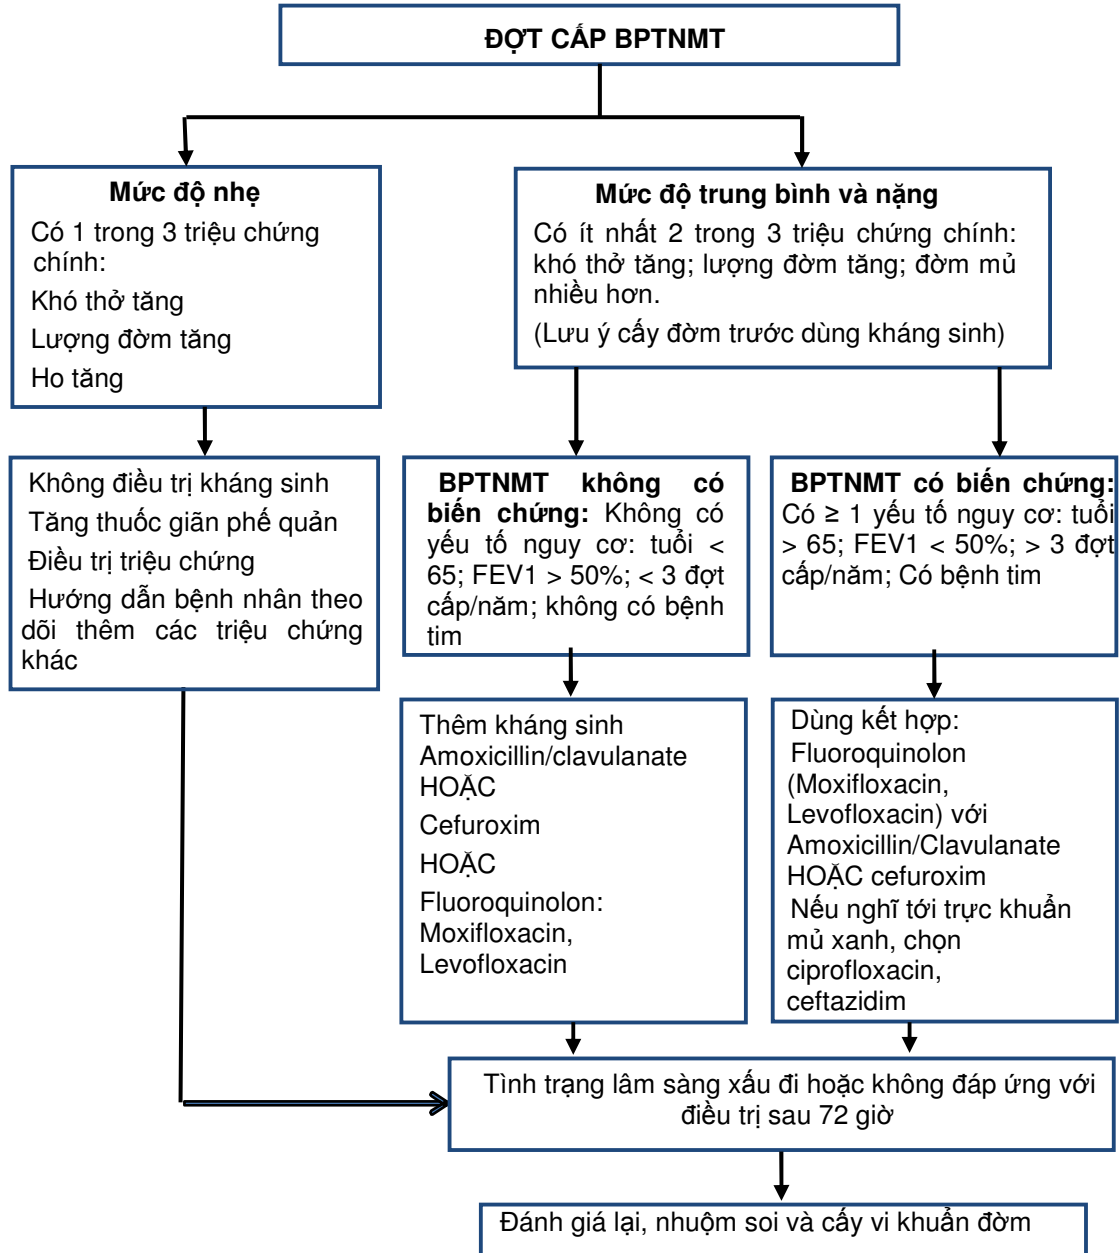 ĐỢT CẤP BPTNMT
Mức độ nhẹ
Có 1 trong 3 triệu chứng
chính:
Khó thở tăng
Lượng đờm tăng
Ho tăng
Mức độ trung bình và nặng
Có ít nhất 2 trong 3 triệu chứng chính:
khó thở tăng; lượng đờm tăng; đờm mủ
nhiều hơn.
(Lưu ý cấy đờm trước dùng kháng sinh)
Không điều trị kháng sinh
Tăng thuốc giãn phế quản
Điều trị triệu chứng
Hướng dẫn bệnh nhân theo
dõi thêm các triệu chứng
khác
BPTNMT không có
biến chứng: Không có
yếu tố nguy cơ: tuổi <
65; FEV1 > 50%; < 3 đợt
cấp/năm; không có bệnh
tim
BPTNMT có biến chứng:
Có ≥ 1 yếu tố nguy cơ: tuổi
> 65; FEV1 < 50%; > 3 đợt
cấp/năm; Có bệnh tim
Thêm kháng sinh
Amoxicillin/clavulanate
HOẶC
Cefuroxim
HOẶC
Fluoroquinolon:
Moxifloxacin,
Levofloxacin
Dùng kết hợp:
Fluoroquinolon
(Moxifloxacin,
Levofloxacin) với
Amoxicillin/Clavulanate
HOẶC cefuroxim
Nếu nghĩ tới trực khuẩn
mủ xanh, chọn
ciprofloxacin,
ceftazidim
Tình trạng lâm sàng xấu đi hoặc không đáp ứng với
điều trị sau 72 giờ
Đánh giá lại, nhuộm soi và cấy vi khuẩn đờm